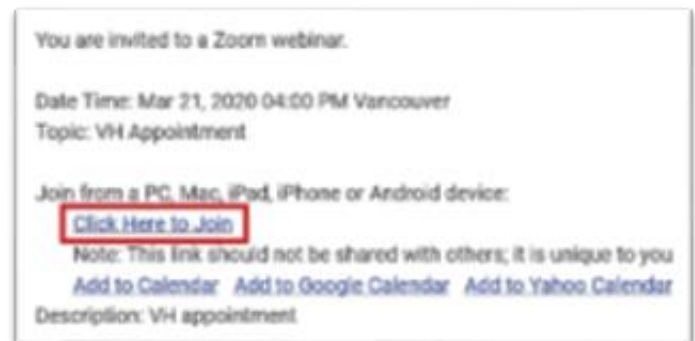 You are invited to a Zoom webinar.
Date Time: Mar 21, 2020 04:00 PM Vancouver
Topic: VH Appointment
Join from a PC, Mac, iPad, iPhone or Android device:
Click Here to Join
Note: This link should not be shared with others; it is unique to you
Add to Calendar Add to Google Calendar Add to Yahoo Calendar
Description: VH appointment